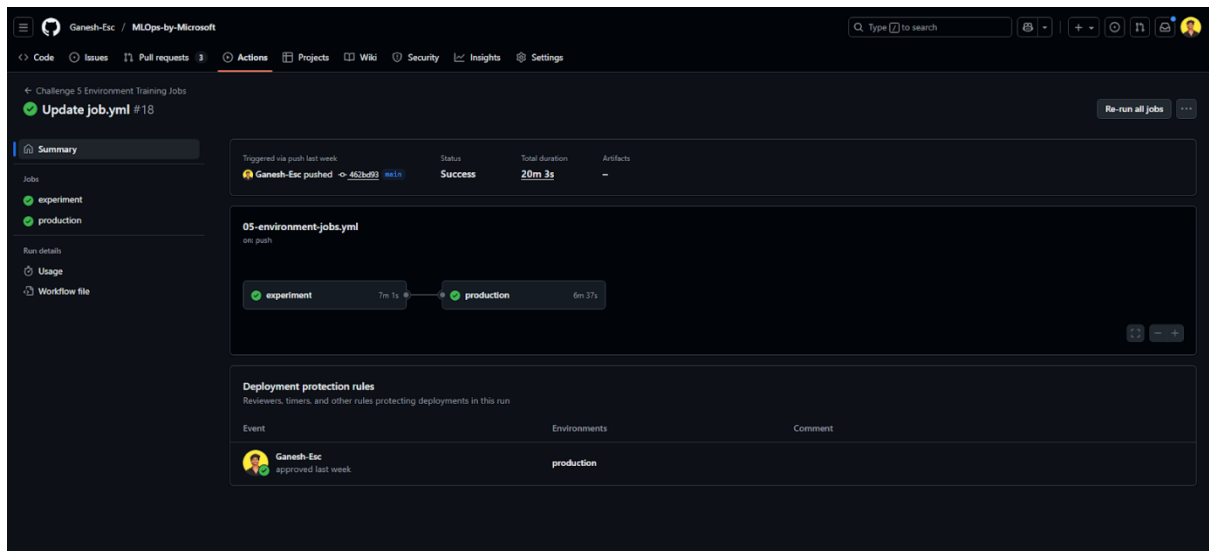 Ganesh-Esc / MLOps-by-Microsoft
Type / to search
Code Issues Pull requests 3 Actions Projects Wiki Security Insights Settings
← Challenge 5 Environment Training Jobs
Update job.yml #18
Re-run all jobs
Summary
Jobs
experiment
production
Run details
Usage
Workflow file
Triggered via push last week
Ganesh-Esc pushed 462bd93 main
Status
Success
Total duration
20m 3s
Artifacts
–
05-environment-jobs.yml
on: push
experiment 7m 1s
production 6m 37s
Deployment protection rules
Reviewers, timers, and other rules protecting deployments in this run
Event Environments Comment
Ganesh-Esc
approved last week
production